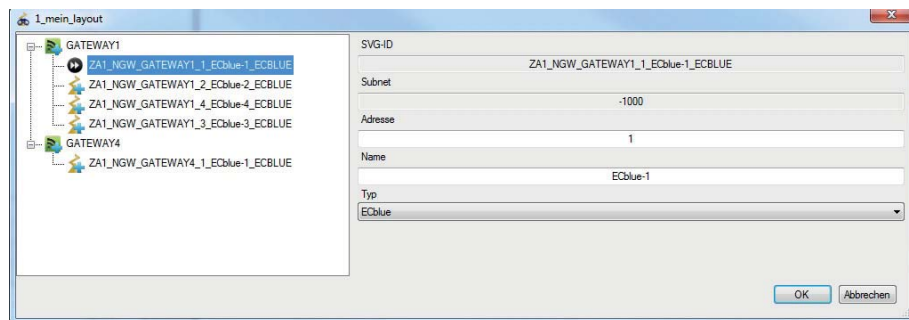 1_mein_layout
GATEWAY1
ZA1_NGW_GATEWAY1_1_ECblue-1_ECBLUE
ZA1_NGW_GATEWAY1_2_ECblue-2_ECBLUE
ZA1_NGW_GATEWAY1_4_ECblue-4_ECBLUE
ZA1_NGW_GATEWAY1_3_ECblue-3_ECBLUE
GATEWAY4
ZA1_NGW_GATEWAY4_1_ECblue-1_ECBLUE
SVG-ID
ZA1_NGW_GATEWAY1_1_ECblue-1_ECBLUE
Subnet
-1000
Adresse
1
Name
ECblue-1
Typ
ECblue
OK Abbrechen